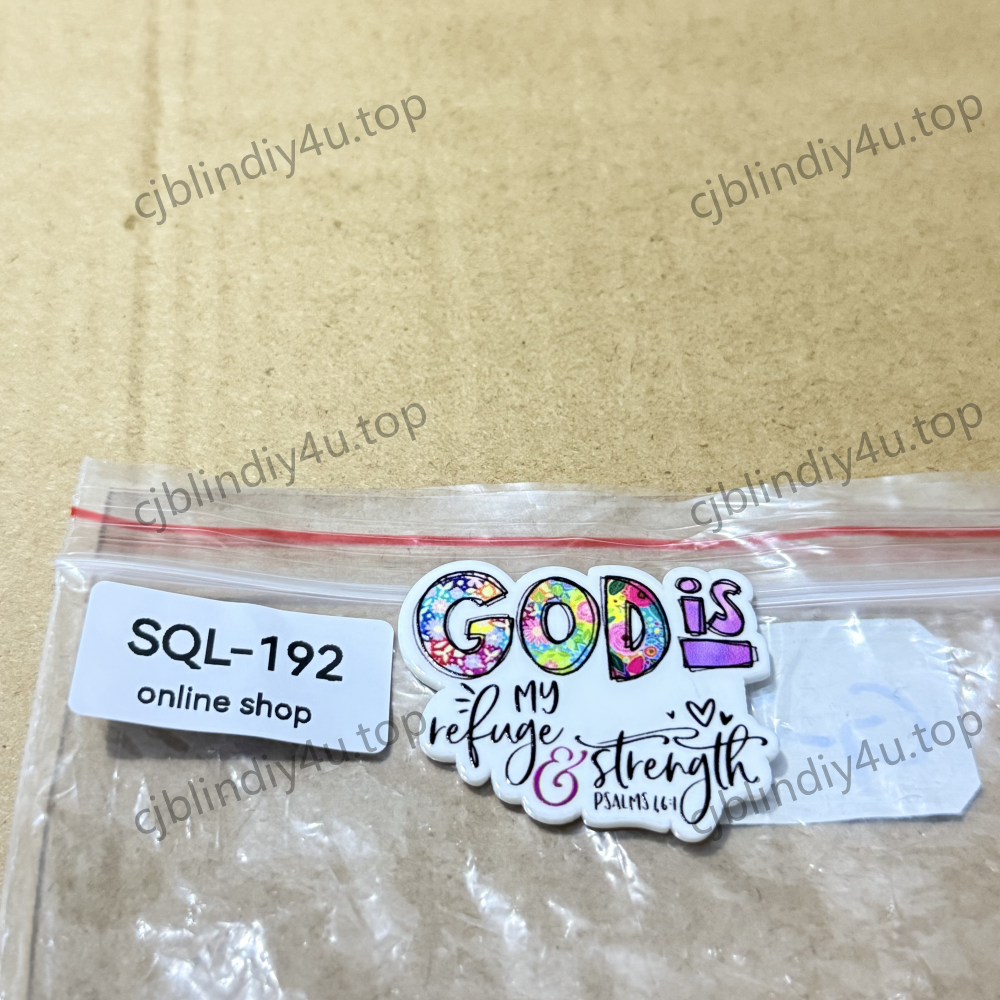 cjblindiy4u.top
cjblindiy4u.top
cjblindiy4u.top
cjblindiy4u.top
SQL-192
online shop
GOD is
MY
refuge
& strength
PSALMS 46:1
cjblindiy4u.top
cjblindiy4u.top